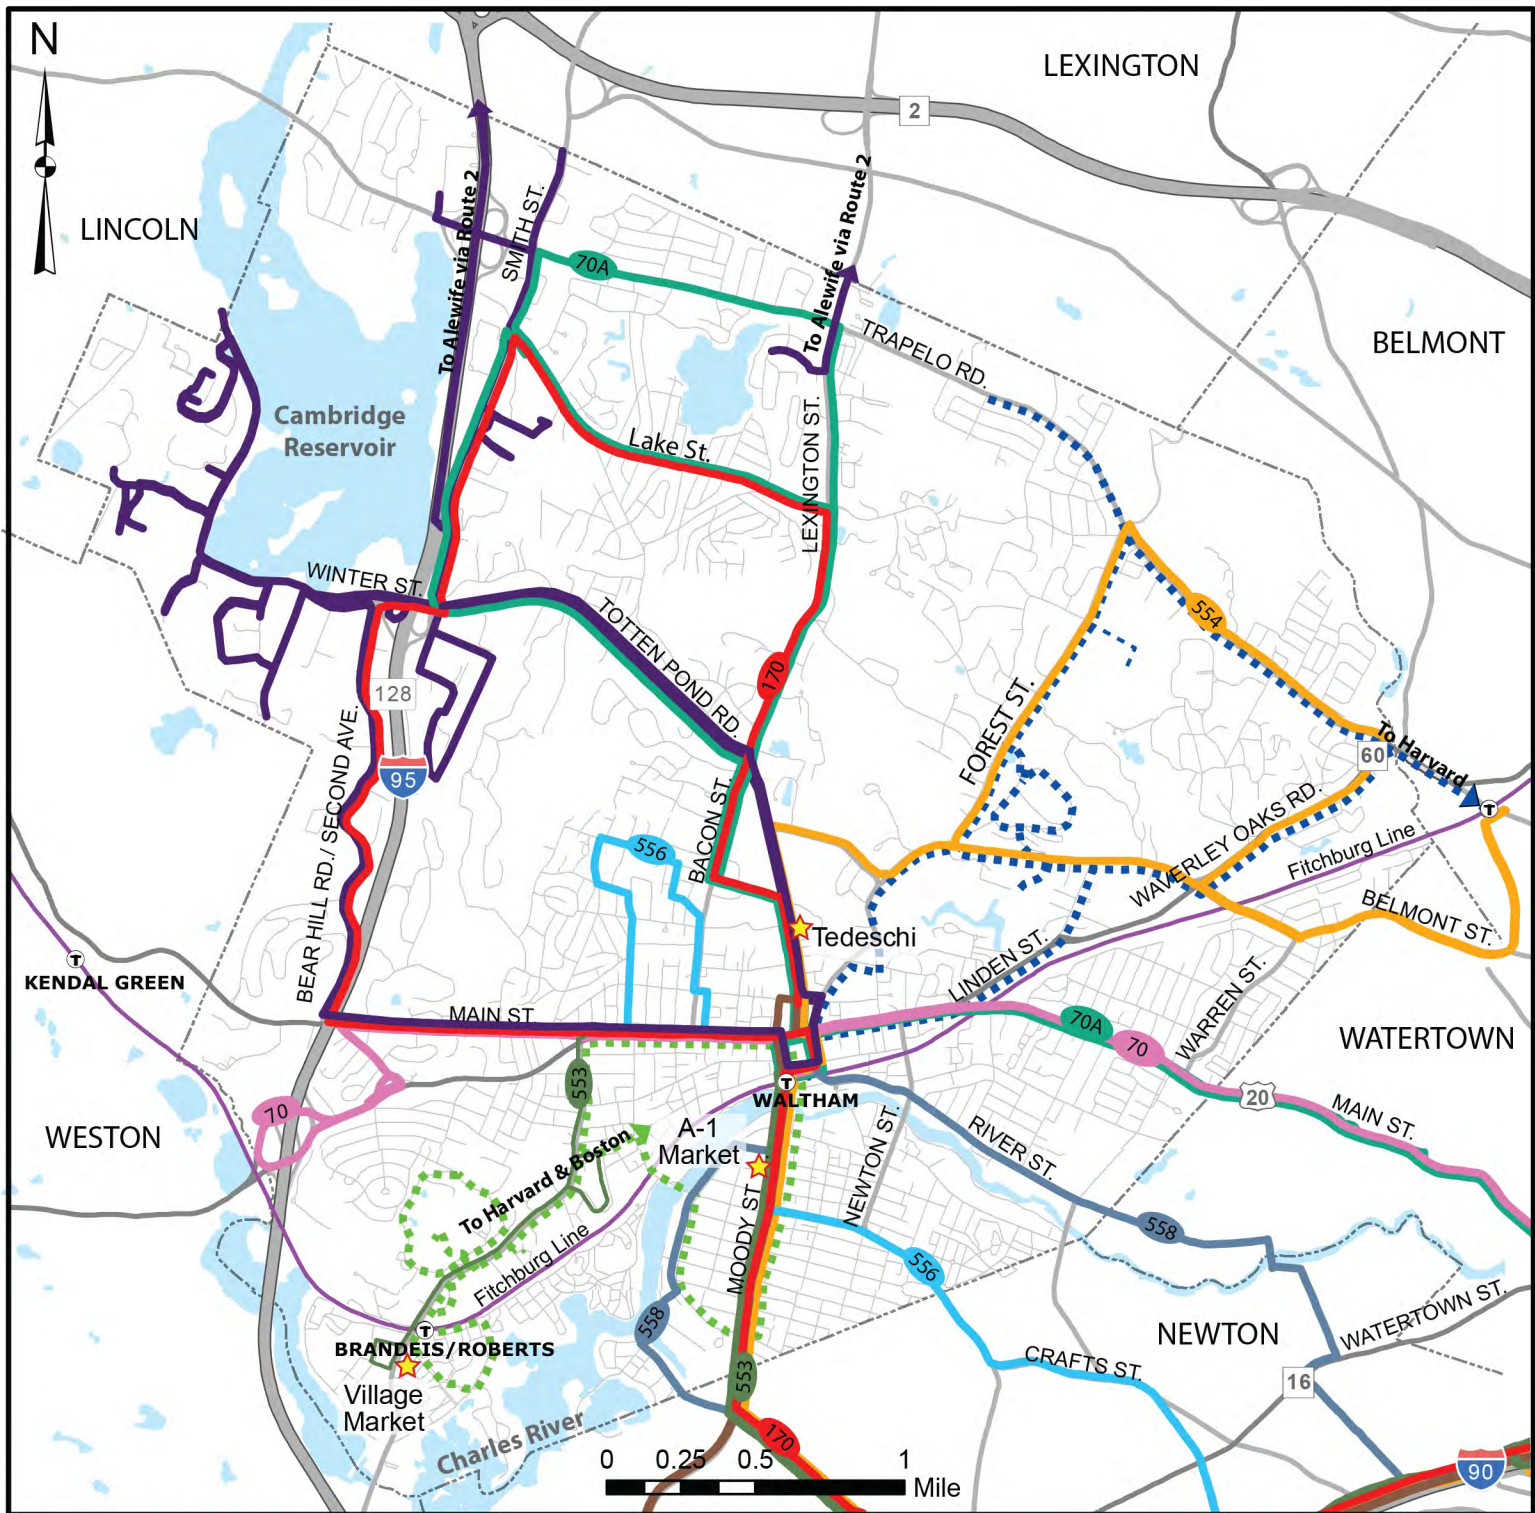 N
LEXINGTON
2
LINCOLN
To Alewife via Route 2
SMITH ST.
70A
To Alewife via Route 2
TRAPELO RD.
BELMONT
Cambridge
Reservoir
Lake St.
LEXINGTON ST.
WINTER ST.
TOTTEN POND RD.
554
170
128
FOREST ST.
To Harvard
60
95
BEAR HILL RD./ SECOND AVE.
BACON ST.
556
WAVERLEY OAKS RD.
Fitchburg Line
T
BELMONT ST.
Tedeschi
T
KENDAL GREEN
LINDEN ST.
WARREN ST.
MAIN ST.
70A
70
WATERTOWN
553
T
WALTHAM
20
MAIN ST.
70
WESTON
A-1
Market
NEWTON ST.
RIVER ST.
To Harvard & Boston
MOODY ST.
558
Fitchburg Line
556
558
T
BRANDEIS/ROBERTS
NEWTON
WATERTOWN ST.
CRAFTS ST.
553
16
Village
Market
Charles River
170
0 0.25 0.5 1
Mile
90